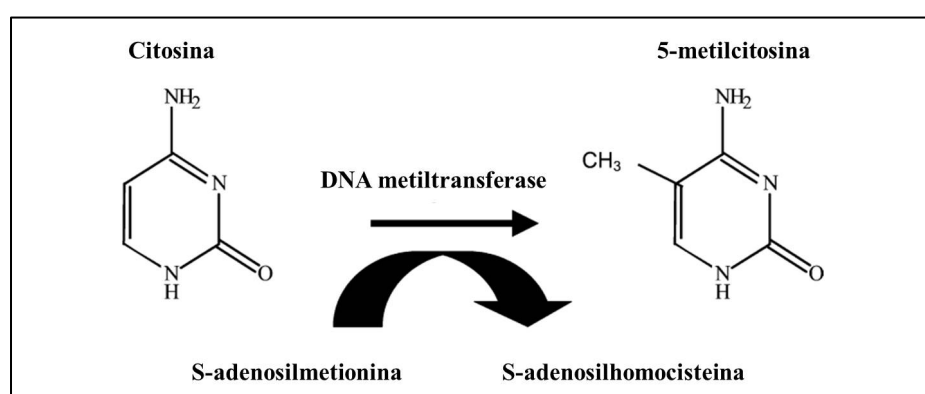 Citosina
5-metilcitosina
NH2
NH2
CH3
DNA metiltransferase
N
N
N
H
O
N
H
O
S-adenosilmetionina
S-adenosilhomocisteina